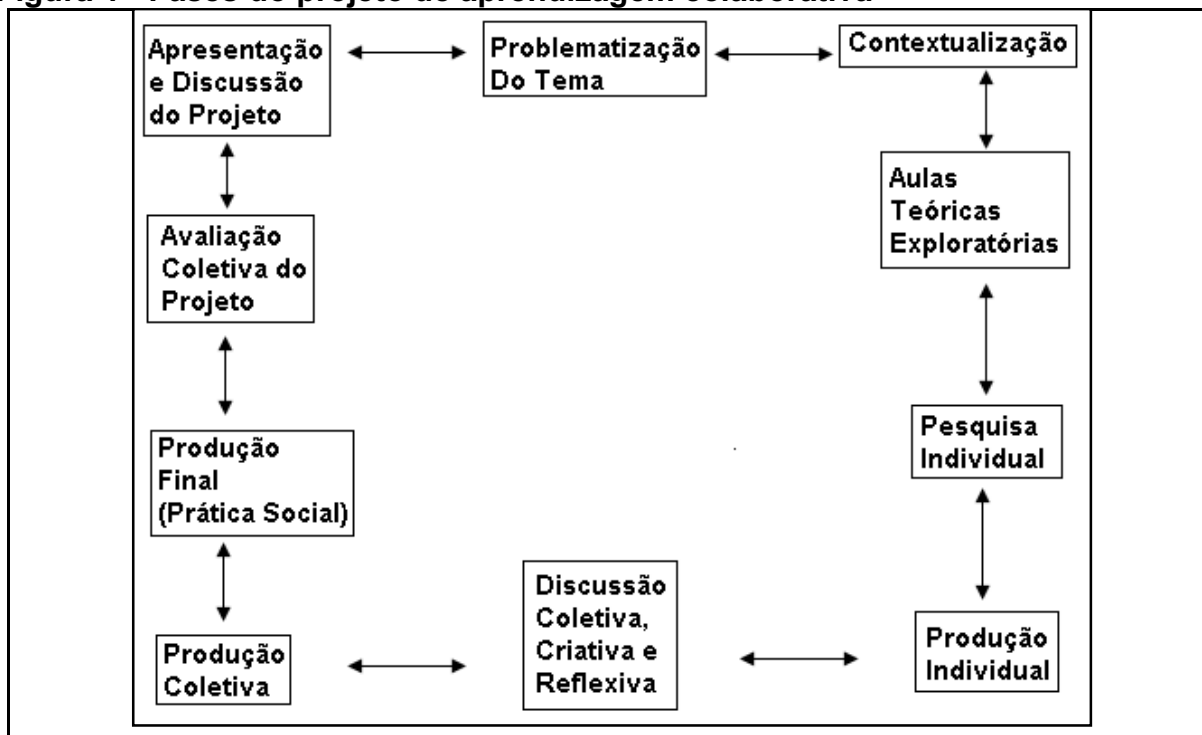 Apresentação
e Discussão
do Projeto
Problematização
Do Tema
Contextualização
Aulas
Teóricas
Exploratórias
Avaliação
Coletiva do
Projeto
Pesquisa
Individual
Produção
Final
(Prática Social)
Discussão
Coletiva,
Criativa e
Reflexiva
Produção
Individual
Produção
Coletiva